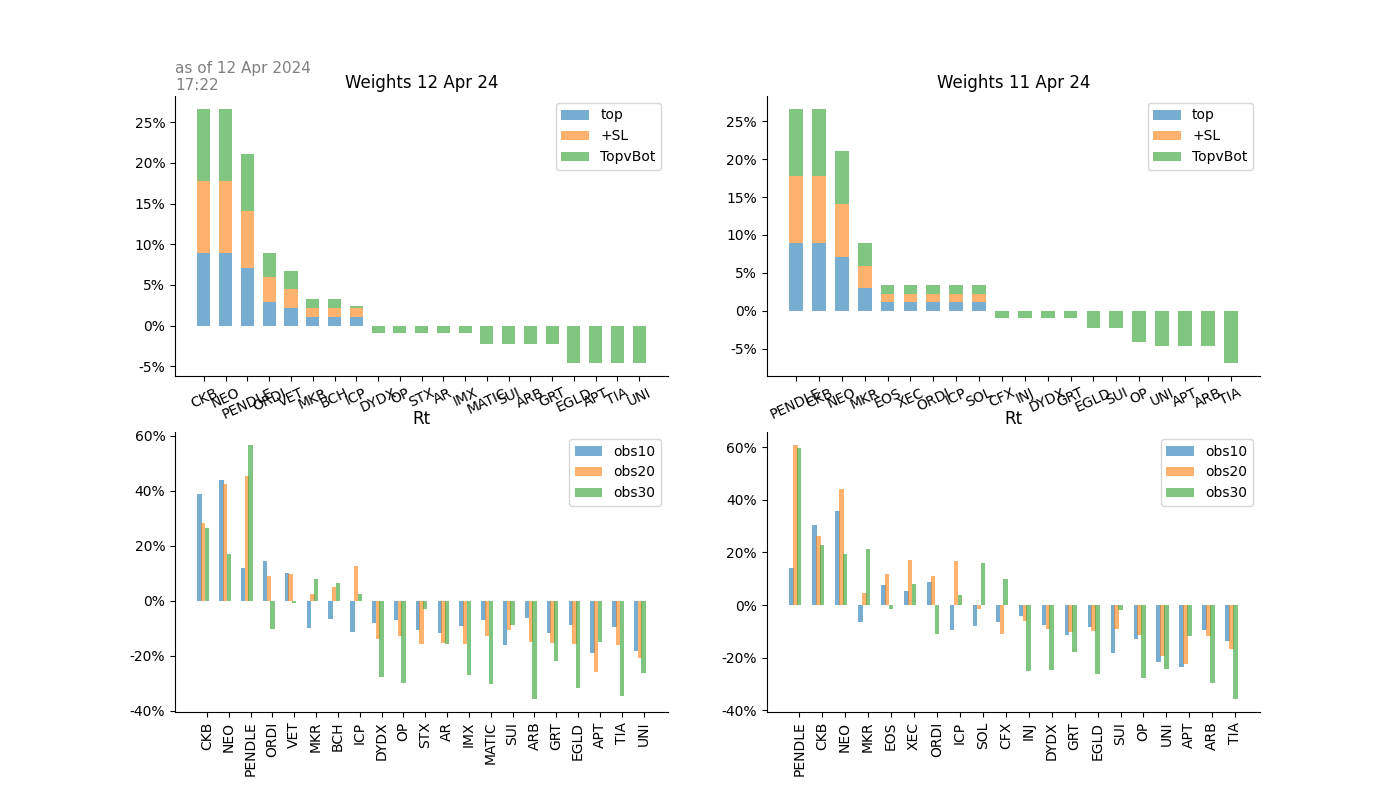 as of 12 Apr 2024
17:22
Weights 12 Apr 24
25%
20%
15%
10%
5%
0%
-5%
top
+SL
TopvBot
CKB NEO PENDLE ORDI VET MKR BCH ICP DYDX OP STX AR IMX MATIC SUI ARB GRT EGLD APT TIA UNI
Weights 11 Apr 24
25%
20%
15%
10%
5%
0%
-5%
top
+SL
TopvBot
PENDLE CKB NEO MKR EOS XEC ORDI ICP SOL CFX INJ DYDX GRT EGLD SUI OP UNI APT ARB TIA
Rt
60%
40%
20%
0%
-20%
-40%
obs10
obs20
obs30
CKB NEO PENDLE ORDI VET MKR BCH ICP DYDX OP STX AR IMX MATIC SUI ARB GRT EGLD APT TIA UNI
Rt
60%
40%
20%
0%
-20%
-40%
obs10
obs20
obs30
PENDLE CKB NEO MKR EOS XEC ORDI ICP SOL CFX INJ DYDX GRT EGLD SUI OP UNI APT ARB TIA